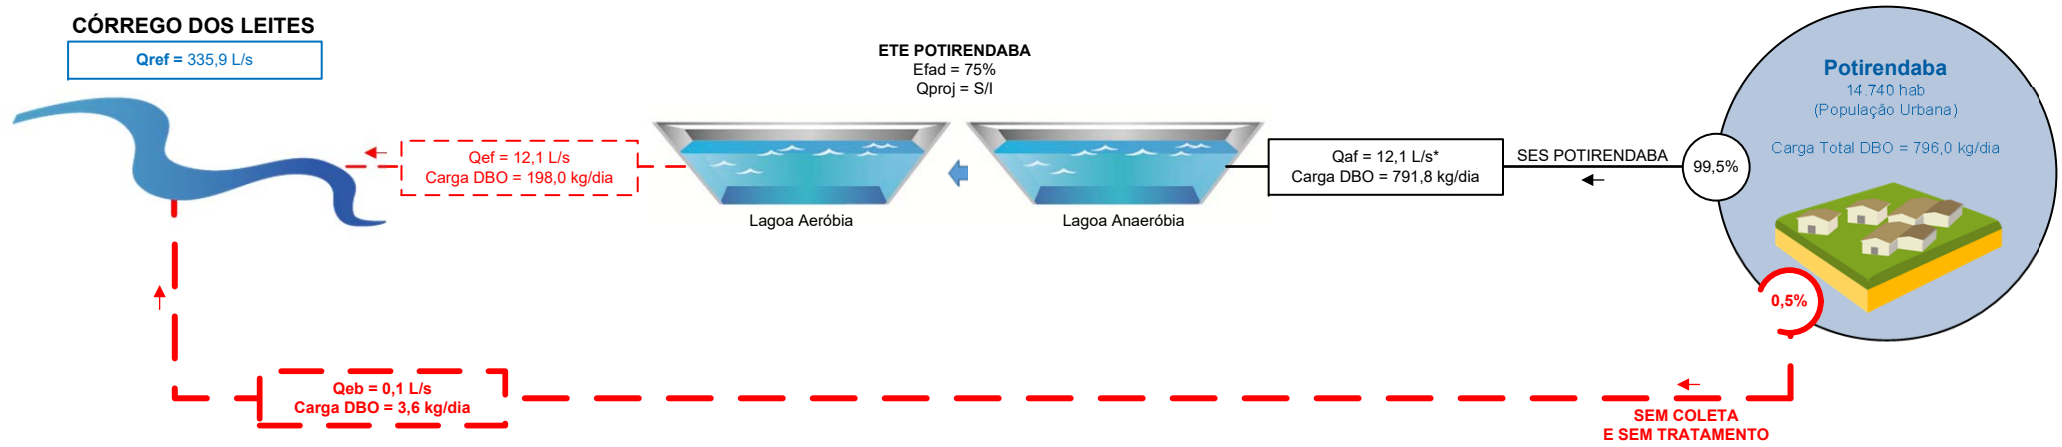 CÓRREGO DOS LEITES
Qref = 335,9 L/s
Qef = 12,1 L/s
Carga DBO = 198,0 kg/dia
ETE POTIRENDABA
Efad = 75%
Qproj = S/I
Lagoa Aeróbia
Lagoa Anaeróbia
Qaf = 12,1 L/s*
Carga DBO = 791,8 kg/dia
SES POTIRENDABA
99,5%
Potirendaba
14.740 hab
(População Urbana)
Carga Total DBO = 796,0 kg/dia
0,5%
Qeb = 0,1 L/s
Carga DBO = 3,6 kg/dia
SEM COLETA
E SEM TRATAMENTO